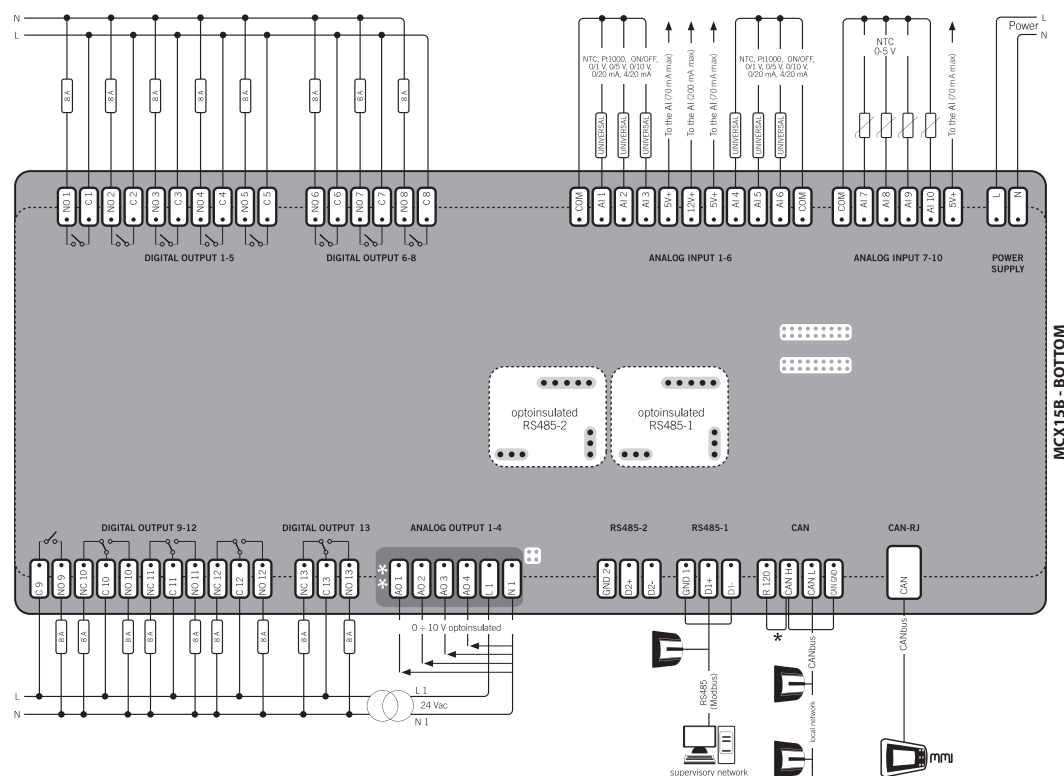 N
L
8 A
8 A
8 A
8 A
8 A
8 A
8 A
8 A
NTC, Pt1000, ON/OFF,
0/1 V, 0/5 V, 0/10 V,
0/20 mA, 4/20 mA
UNIVERSAL
UNIVERSAL
UNIVERSAL
To the AI (70 mA max)
To the AI (200 mA max)
To the AI (70 mA max)
NTC, Pt1000, ON/OFF,
0/1 V, 0/5 V, 0/10 V,
0/20 mA, 4/20 mA
UNIVERSAL
UNIVERSAL
UNIVERSAL
NTC
0-5 V
To the AI (70 mA max)
Power
L
N
NO 1
C 1
NO 2
C 2
NO 3
C 3
NO 4
C 4
NO 5
C 5
NO 6
C 6
NO 7
C 7
NO 8
C 8
COM
AI 1
AI 2
AI 3
5V+
12V+
5V+
AI 4
AI 5
AI 6
COM
COM
AI 7
AI 8
AI 9
AI 10
5V+
L
N
DIGITAL OUTPUT 1-5
DIGITAL OUTPUT 6-8
ANALOG INPUT 1-6
ANALOG INPUT 7-10
POWER
SUPPLY
MCX15B - BOTTOM
optoinsulated
RS485-2
optoinsulated
RS485-1
DIGITAL OUTPUT 9-12
DIGITAL OUTPUT 13
ANALOG OUTPUT 1-4
RS485-2
RS485-1
CAN
CAN-RJ
C 9
NO 9
NC 10
C 10
NO 10
NC 11
C 11
NO 11
NC 12
C 12
NO 12
NC 13
C 13
NO 13
* *
AO 1
AO 2
AO 3
AO 4
L 1
N 1
GND 2
D2+
D2-
GND 1
D1+
D1-
R 120
CAN H
CAN L
CAN GND
CAN
8 A
8 A
8 A
8 A
8 A
8 A
8 A
8 A
8 A
0 ÷ 10 V optoinsulated
*
CANbus
CANbus
L
L 1
24 Vac
N
N 1
RS485
(Modbus)
local network
supervisory network
mmi